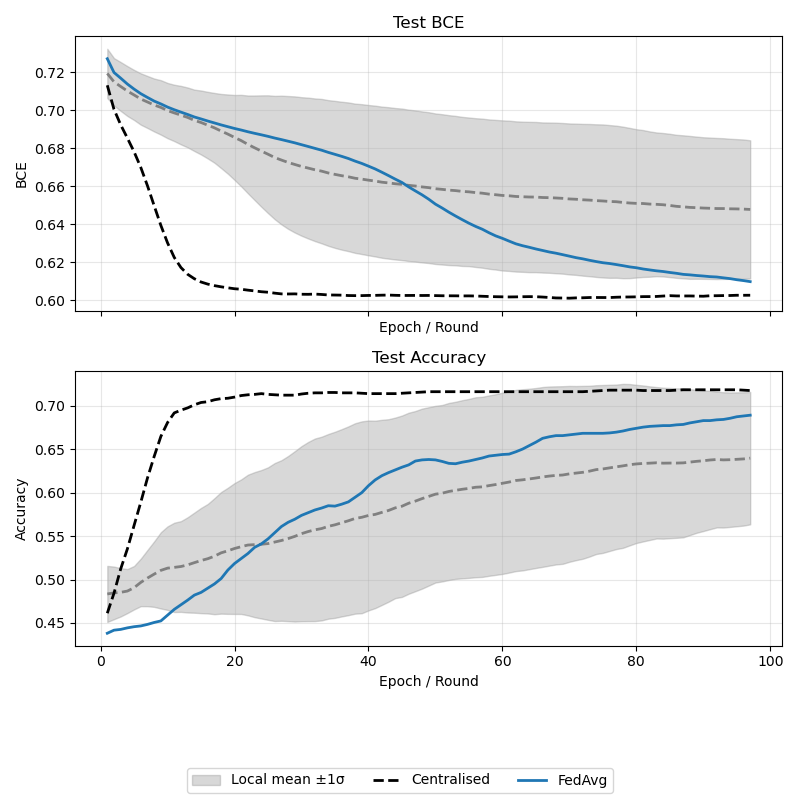 Test BCE
BCE
0.72
0.70
0.68
0.66
0.64
0.62
0.60
Epoch / Round
Test Accuracy
Accuracy
0.70
0.65
0.60
0.55
0.50
0.45
0 20 40 60 80 100
Epoch / Round
Local mean ±1σ Centralised FedAvg